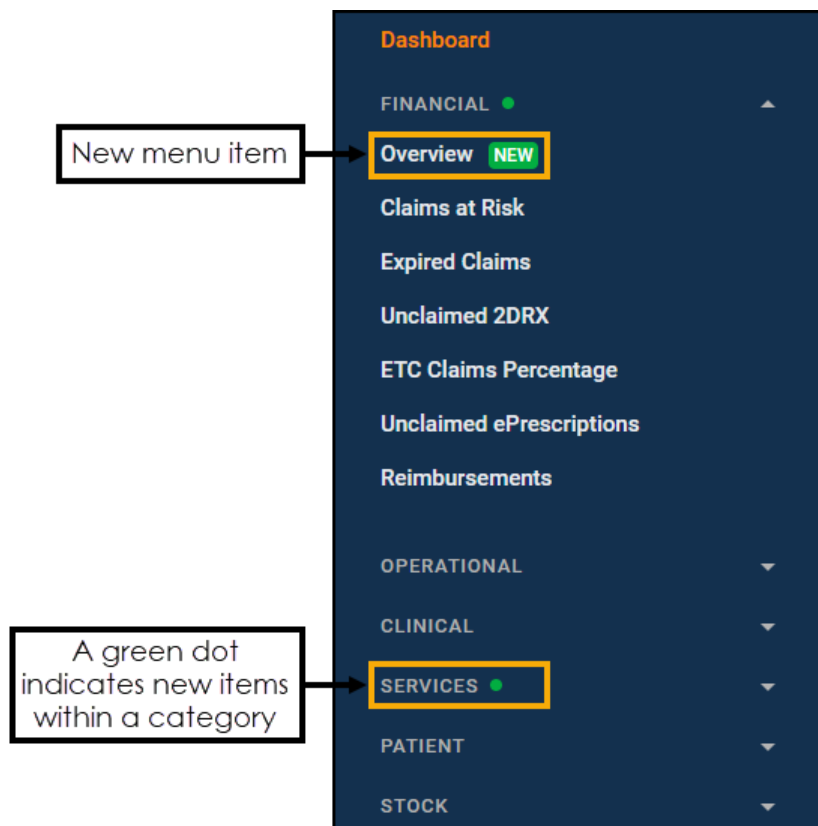 Dashboard
FINANCIAL
New menu item
Overview NEW
Claims at Risk
Expired Claims
Unclaimed 2DRX
ETC Claims Percentage
Unclaimed ePrescriptions
Reimbursements
OPERATIONAL
CLINICAL
A green dot
indicates new items
within a category
SERVICES
PATIENT
STOCK